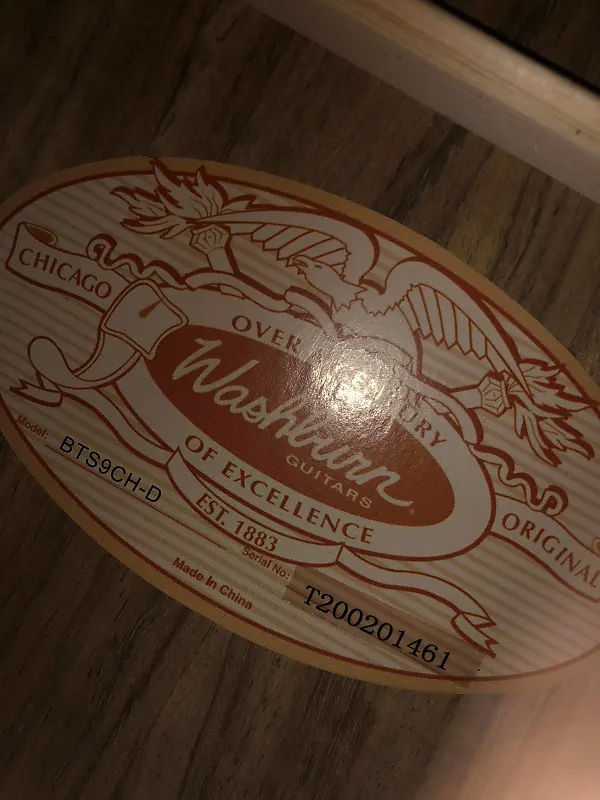 CHICAGO
OVER
Washburn
GUITARS
OF EXCELLENCE
EST. 1883
ORIGINAL
Model: BTS9CH-D
Serial No: T200201461
Made In China